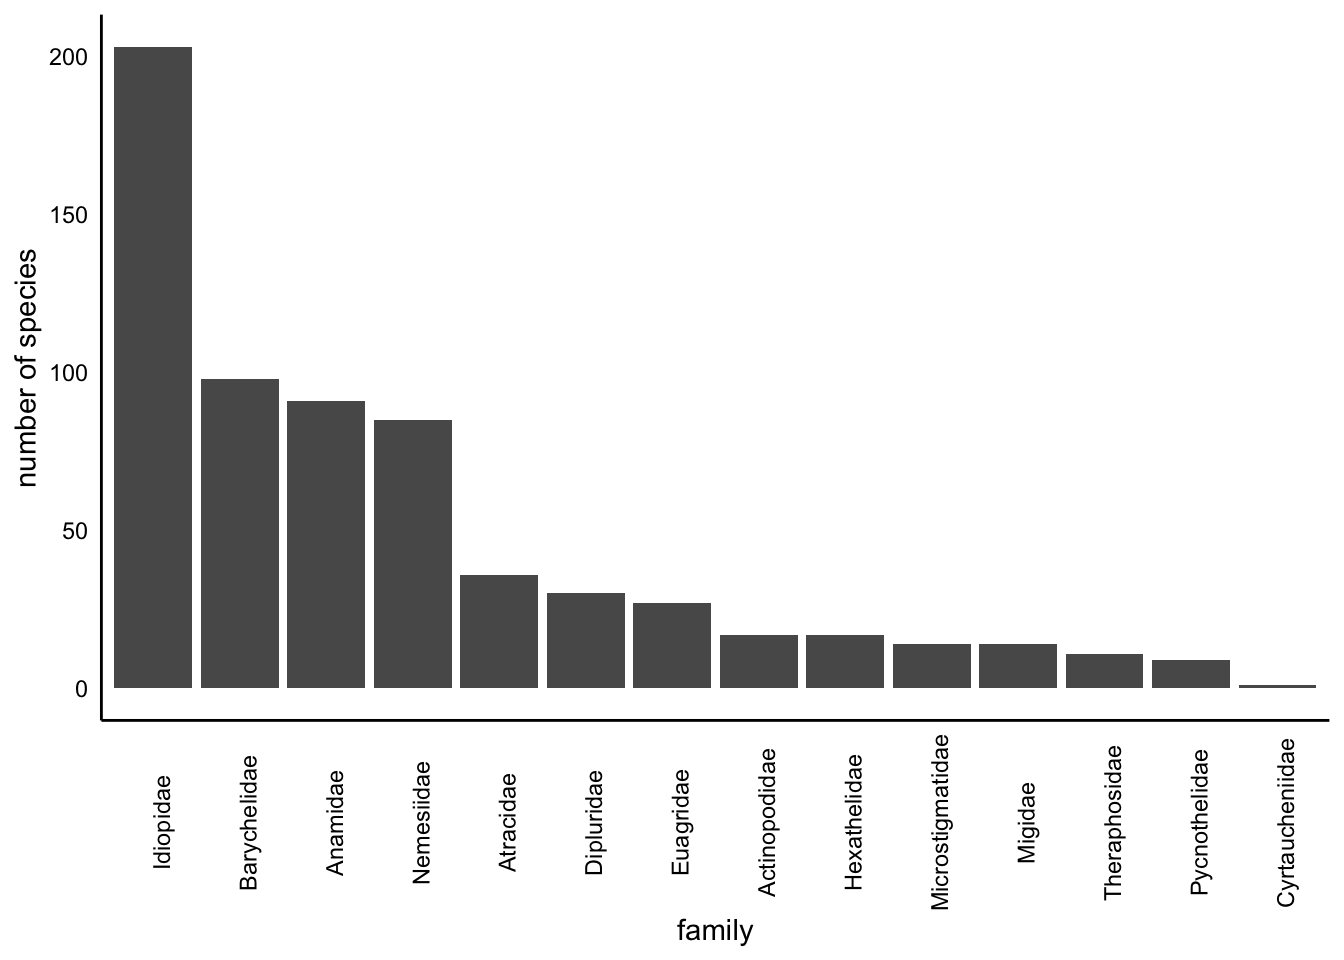 200
150
100
50
0
number of species
Idiopidae
Barychelidae
Anamidae
Nemesiidae
Atracidae
Dipluridae
Euagridae
Actinopodidae
Hexathelidae
Microstigmatidae
Migidae
Theraphosidae
Pycnothelidae
Cyrtaucheniidae
family